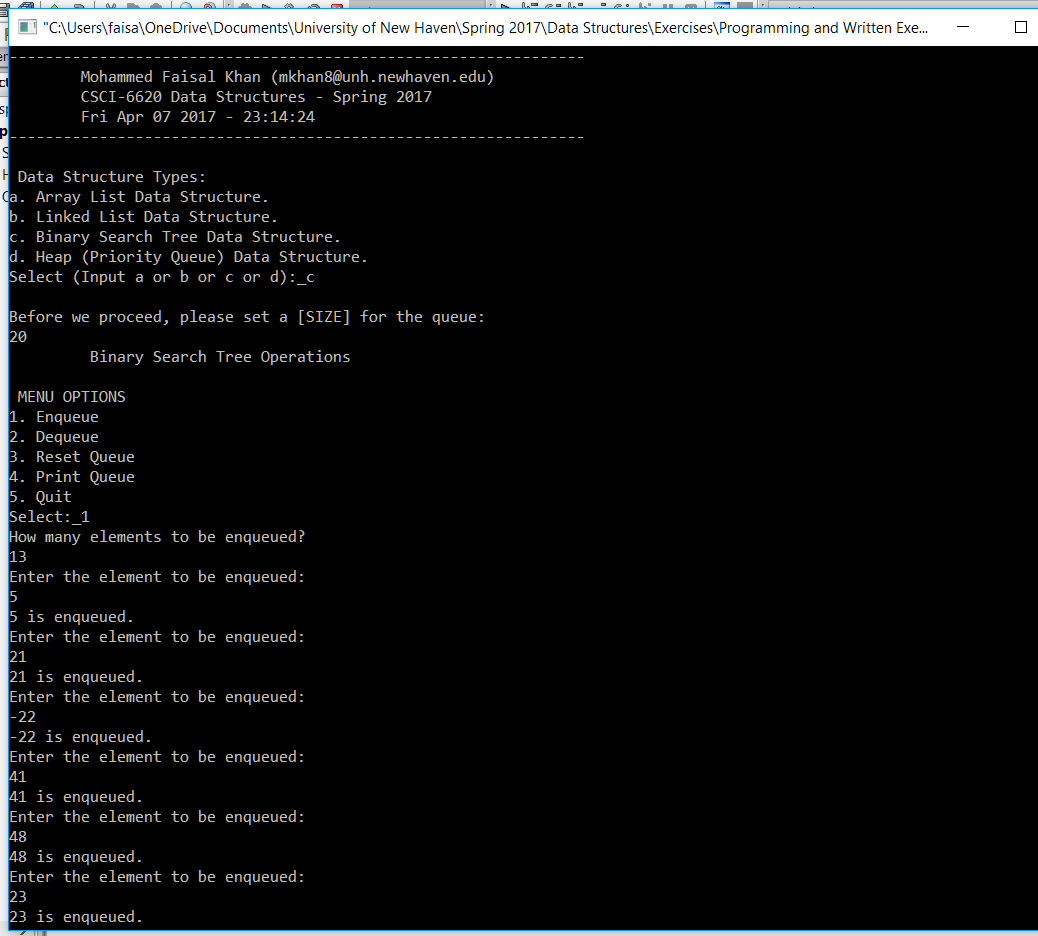 "C:\Users\faisa\OneDrive\Documents\University of New Haven\Spring 2017\Data Structures\Exercises\Programming and Written Exe...
----------------------------------------------------------------
Mohammed Faisal Khan (mkhan8@unh.newhaven.edu)
CSCI-6620 Data Structures - Spring 2017
Fri Apr 07 2017 - 23:14:24
----------------------------------------------------------------
Data Structure Types:
a. Array List Data Structure.
b. Linked List Data Structure.
c. Binary Search Tree Data Structure.
d. Heap (Priority Queue) Data Structure.
Select (Input a or b or c or d):_c
Before we proceed, please set a [SIZE] for the queue:
20
Binary Search Tree Operations
MENU OPTIONS
1. Enqueue
2. Dequeue
3. Reset Queue
4. Print Queue
5. Quit
Select:_1
How many elements to be enqueued?
13
Enter the element to be enqueued:
5
5 is enqueued.
Enter the element to be enqueued:
21
21 is enqueued.
Enter the element to be enqueued:
-22
-22 is enqueued.
Enter the element to be enqueued:
41
41 is enqueued.
Enter the element to be enqueued:
48
48 is enqueued.
Enter the element to be enqueued:
23
23 is enqueued.